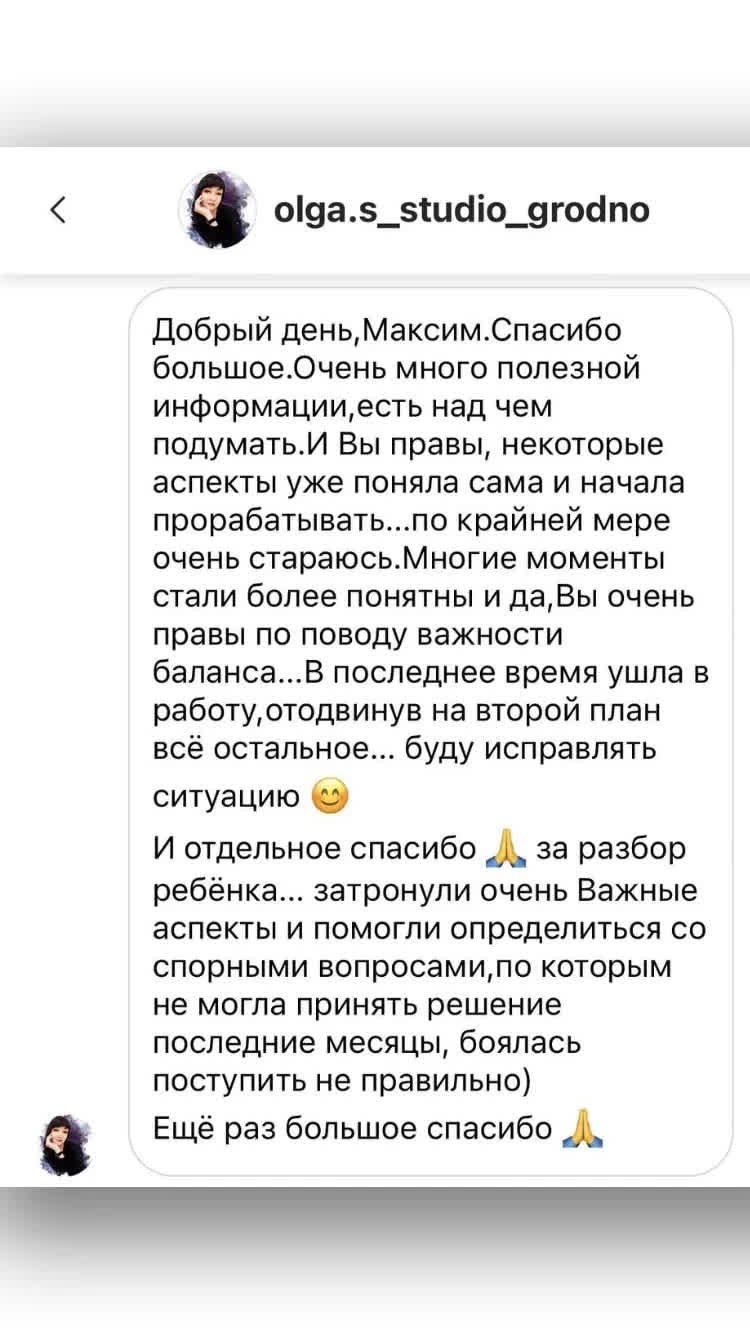 olga.s_studio_grodno
Добрый день,Максим.Спасибо
большое.Очень много полезной
информации,есть над чем
подумать.И Вы правы, некоторые
аспекты уже поняла сама и начала
прорабатывать...по крайней мере
очень стараюсь.Многие моменты
стали более понятны и да,Вы очень
правы по поводу важности
баланса...В последнее время ушла в
работу,отодвинув на второй план
всё остальное... буду исправлять
ситуацию 😊
И отдельное спасибо 🙏 за разбор
ребёнка... затронули очень Важные
аспекты и помогли определиться со
спорными вопросами,по которым
не могла принять решение
последние месяцы, боялась
поступить не правильно)
Ещё раз большое спасибо 🙏